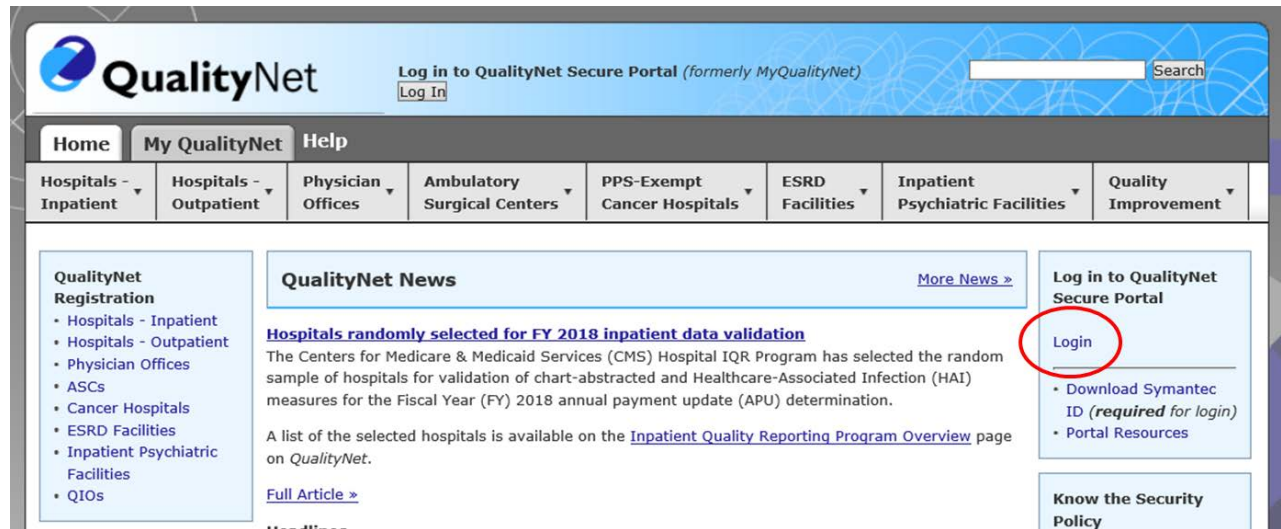 QualityNet
Log in to QualityNet Secure Portal (formerly MyQualityNet)
Log In
Search
Home
My QualityNet
Help
Hospitals -
Inpatient
Hospitals -
Outpatient
Physician
Offices
Ambulatory
Surgical Centers
PPS-Exempt
Cancer Hospitals
ESRD
Facilities
Inpatient
Psychiatric Facilities
Quality
Improvement
QualityNet
Registration
• Hospitals - Inpatient
• Hospitals - Outpatient
• Physician Offices
• ASCs
• Cancer Hospitals
• ESRD Facilities
• Inpatient Psychiatric
Facilities
• QIOs
QualityNet News
More News »
Hospitals randomly selected for FY 2018 inpatient data validation
The Centers for Medicare & Medicaid Services (CMS) Hospital IQR Program has selected the random
sample of hospitals for validation of chart-abstracted and Healthcare-Associated Infection (HAI)
measures for the Fiscal Year (FY) 2018 annual payment update (APU) determination.
A list of the selected hospitals is available on the Inpatient Quality Reporting Program Overview page
on QualityNet.
Full Article »
Log in to QualityNet
Secure Portal
Login
• Download Symantec
ID (required for login)
• Portal Resources
Know the Security
Policy